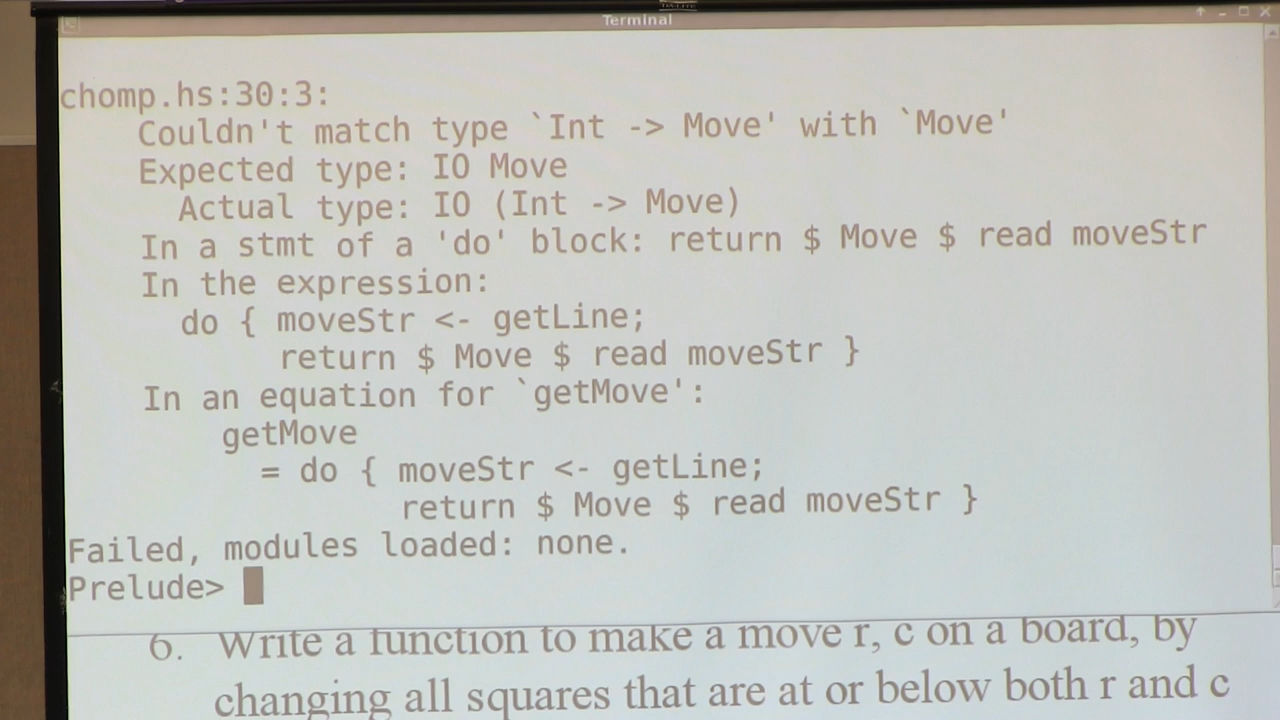 Terminal
chomp.hs:30:3:
Couldn't match type `Int -> Move' with `Move'
Expected type: IO Move
Actual type: IO (Int -> Move)
In a stmt of a 'do' block: return $ Move $ read moveStr
In the expression:
do { moveStr <- getLine;
return $ Move $ read moveStr }
In an equation for `getMove':
getMove
= do { moveStr <- getLine;
return $ Move $ read moveStr }
Failed, modules loaded: none.
Prelude>
6. Write a function to make a move r, c on a board, by
changing all squares that are at or below both r and c